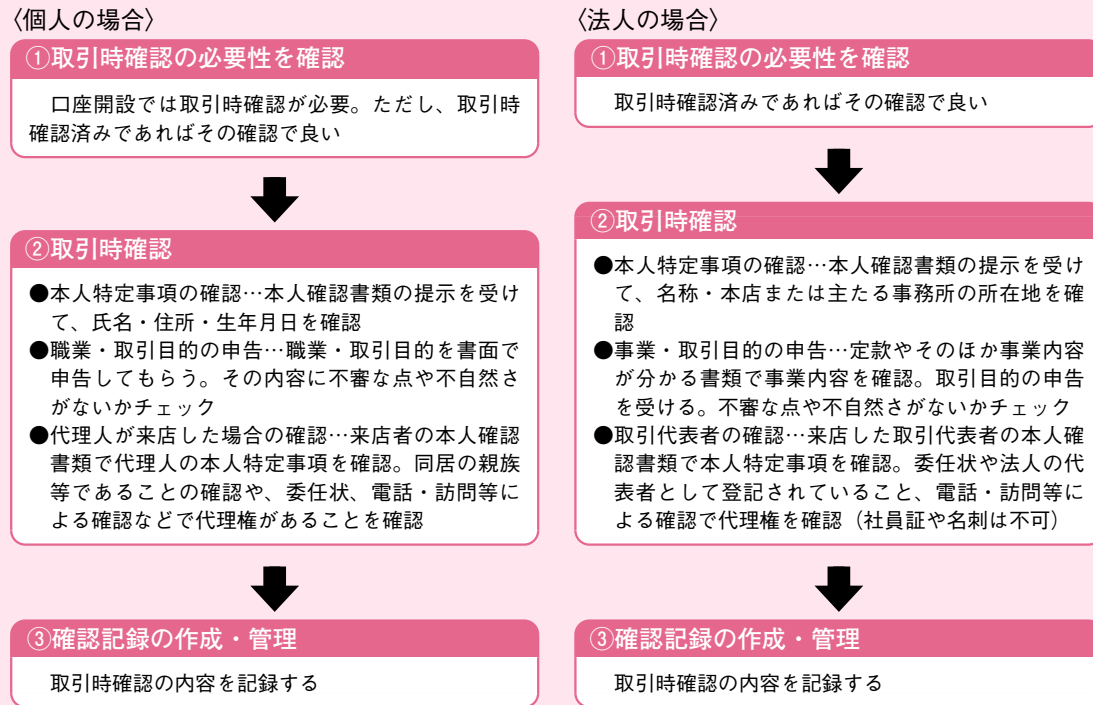 〈個人の場合〉
①取引時確認の必要性を確認
口座開設では取引時確認が必要。ただし、取引時
確認済みであればその確認で良い
②取引時確認
●本人特定事項の確認…本人確認書類の提示を受け
て、氏名・住所・生年月日を確認
●職業・取引目的の申告…職業・取引目的を書面で
申告してもらう。その内容に不審な点や不自然さ
がないかチェック
●代理人が来店した場合の確認…来店者の本人確認
書類で代理人の本人特定事項を確認。同居の親族
等であることの確認や、委任状、電話・訪問等に
よる確認などで代理権があることを確認
③確認記録の作成・管理
取引時確認の内容を記録する
〈法人の場合〉
①取引時確認の必要性を確認
取引時確認済みであればその確認で良い
②取引時確認
●本人特定事項の確認…本人確認書類の提示を受け
て、名称・本店または主たる事務所の所在地を確
認
●事業・取引目的の申告…定款やそのほか事業内容
が分かる書類で事業内容を確認。取引目的の申告
を受ける。不審な点や不自然さがないかチェック
●取引代表者の確認…来店した取引代表者の本人確
認書類で本人特定事項を確認。委任状や法人の代
表者として登記されていること、電話・訪問等に
よる確認で代理権を確認（社員証や名刺は不可）
③確認記録の作成・管理
取引時確認の内容を記録する